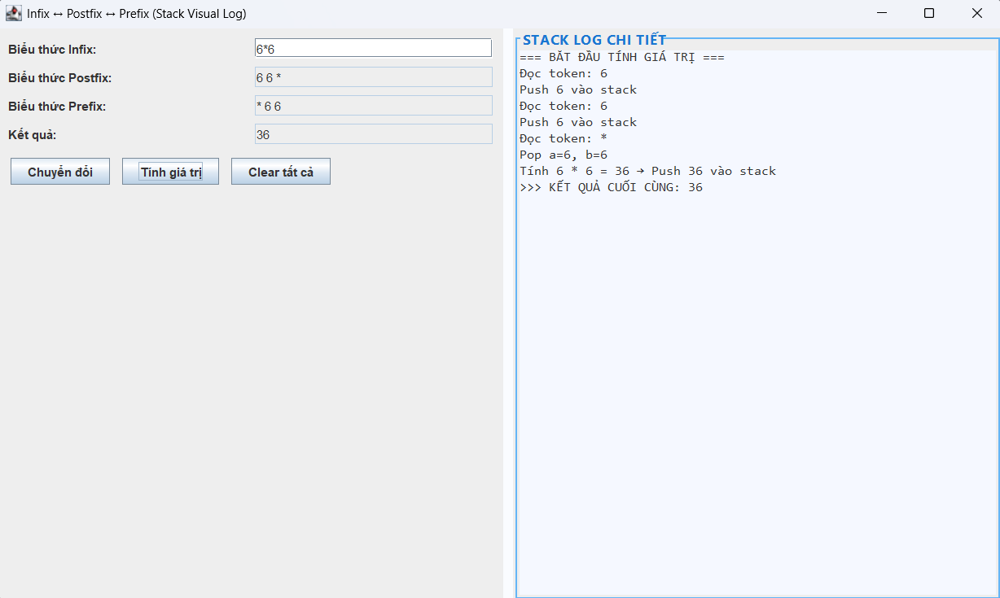 Infix ↔ Postfix ↔ Prefix (Stack Visual Log)
Biểu thức Infix: 6*6
Biểu thức Postfix: 6 6 *
Biểu thức Prefix: * 6 6
Kết quả: 36
Chuyển đổi Tính giá trị Clear tất cả
STACK LOG CHI TIẾT
=== BẮT ĐẦU TÍNH GIÁ TRỊ ===
Đọc token: 6
Push 6 vào stack
Đọc token: 6
Push 6 vào stack
Đọc token: *
Pop a=6, b=6
Tính 6 * 6 = 36 → Push 36 vào stack
>>> KẾT QUẢ CUỐI CÙNG: 36